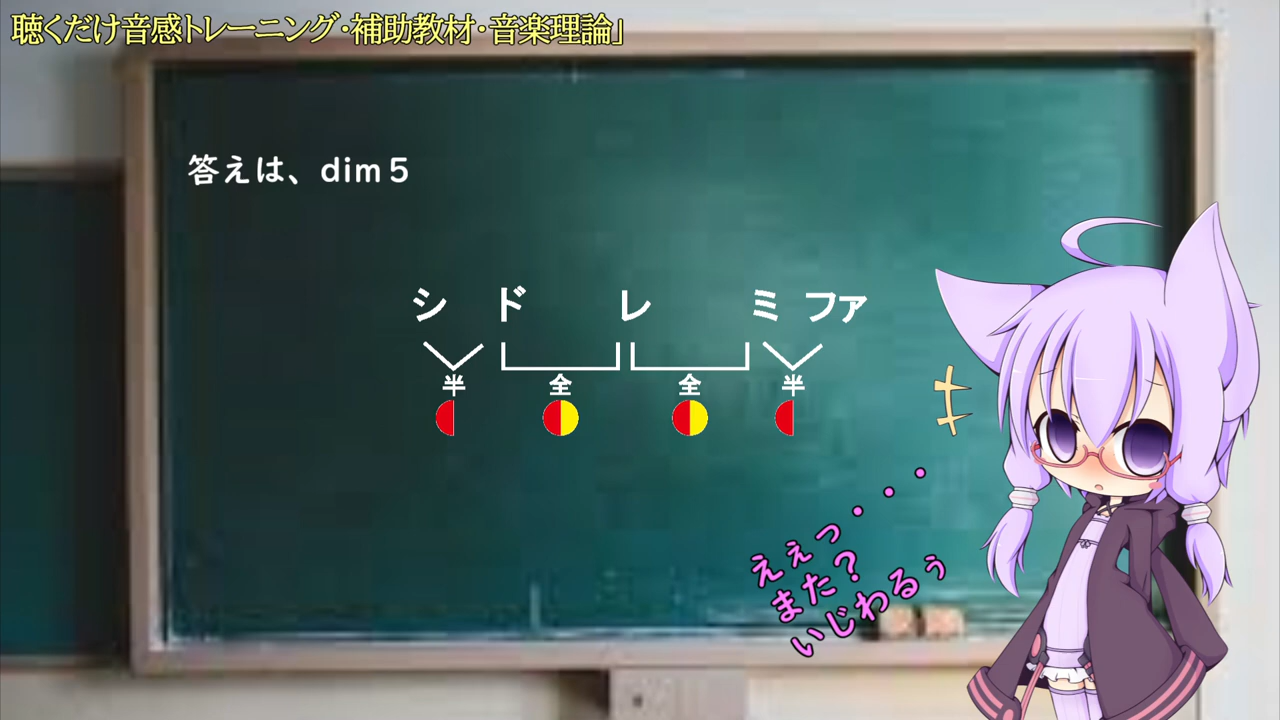 聴くだけ音感トレーニング・補助教材・音楽理論」
答えは、dim５
シ ド レ ミ ファ
半 全 全 半
えぇっ・・・
また？
いじわるぅ